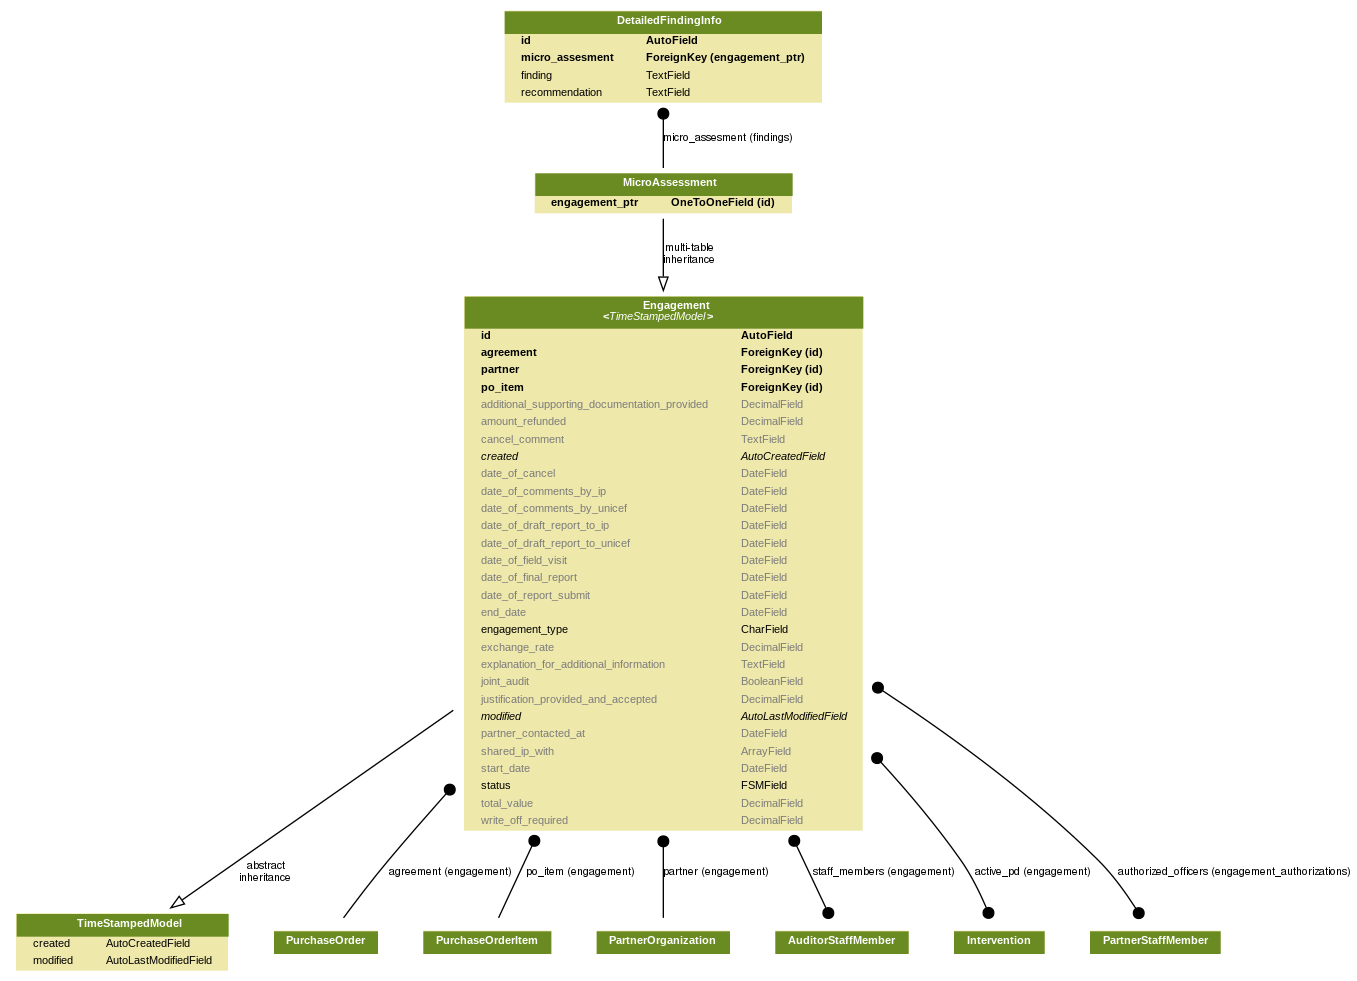 DetailedFindingInfo
id AutoField
micro_assesment ForeignKey (engagement_ptr)
finding TextField
recommendation TextField
micro_assesment (findings)
MicroAssessment
engagement_ptr OneToOneField (id)
multi-table
inheritance
Engagement
<TimeStampedModel>
id AutoField
agreement ForeignKey (id)
partner ForeignKey (id)
po_item ForeignKey (id)
additional_supporting_documentation_provided DecimalField
amount_refunded DecimalField
cancel_comment TextField
created AutoCreatedField
date_of_cancel DateField
date_of_comments_by_ip DateField
date_of_comments_by_unicef DateField
date_of_draft_report_to_ip DateField
date_of_draft_report_to_unicef DateField
date_of_field_visit DateField
date_of_final_report DateField
date_of_report_submit DateField
end_date DateField
engagement_type CharField
exchange_rate DecimalField
explanation_for_additional_information TextField
joint_audit BooleanField
justification_provided_and_accepted DecimalField
modified AutoLastModifiedField
partner_contacted_at DateField
shared_ip_with ArrayField
start_date DateField
status FSMField
total_value DecimalField
write_off_required DecimalField
abstract
inheritance
agreement (engagement)
po_item (engagement)
partner (engagement)
staff_members (engagement)
active_pd (engagement)
authorized_officers (engagement_authorizations)
TimeStampedModel
created AutoCreatedField
modified AutoLastModifiedField
PurchaseOrder
PurchaseOrderItem
PartnerOrganization
AuditorStaffMember
Intervention
PartnerStaffMember